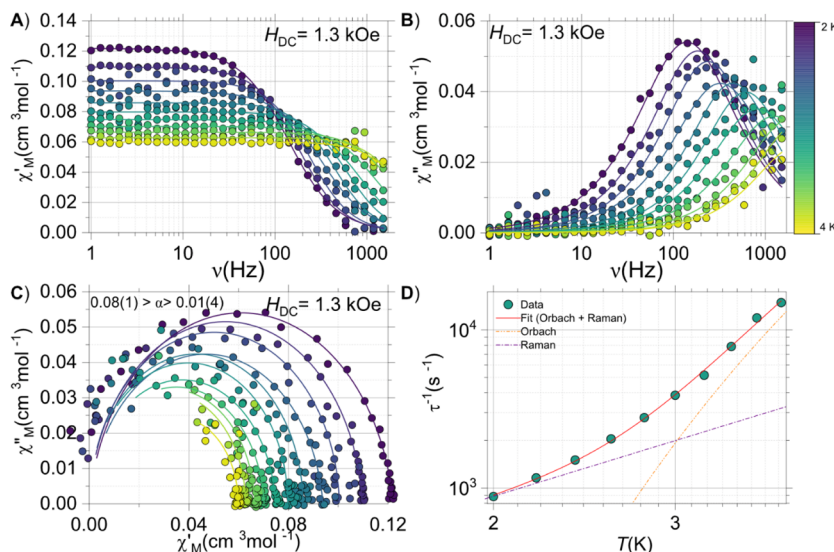 A)
H_DC= 1.3 kOe
χ'_M(cm ³mol ⁻¹)
0.14
0.12
0.10
0.08
0.06
0.04
0.02
0.00
1
10
100
1000
ν(Hz)
B)
H_DC= 1.3 kOe
χ"_M(cm ³mol ⁻¹)
0.06
0.04
0.02
0.00
1
10
100
1000
ν(Hz)
2 K
4 K
C)
0.08(1) > α> 0.01(4)
H_DC= 1.3 kOe
χ"_M(cm ³mol ⁻¹)
0.06
0.05
0.04
0.03
0.02
0.01
0.00
0.00
0.04
0.08
0.12
χ'_M(cm ³mol ⁻¹)
D)
Data
Fit (Orbach + Raman)
Orbach
Raman
τ⁻¹(s ⁻¹)
10⁴
10³
2
3
T(K)